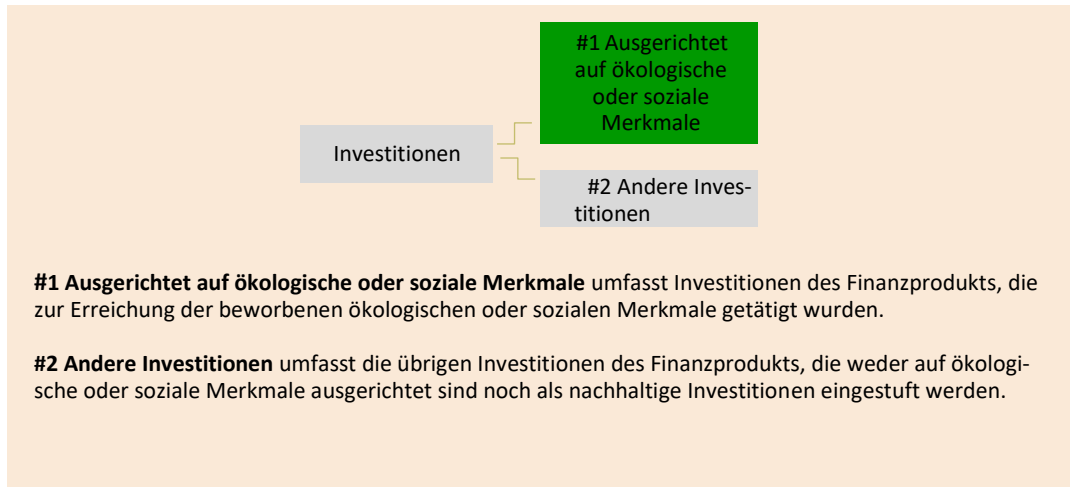 #1 Ausgerichtet
auf ökologische
oder soziale
Merkmale
Investitionen
#2 Andere Inves-
titionen
#1 Ausgerichtet auf ökologische oder soziale Merkmale umfasst Investitionen des Finanzprodukts, die
zur Erreichung der beworbenen ökologischen oder sozialen Merkmale getätigt wurden.
#2 Andere Investitionen umfasst die übrigen Investitionen des Finanzprodukts, die weder auf ökologi-
sche oder soziale Merkmale ausgerichtet sind noch als nachhaltige Investitionen eingestuft werden.